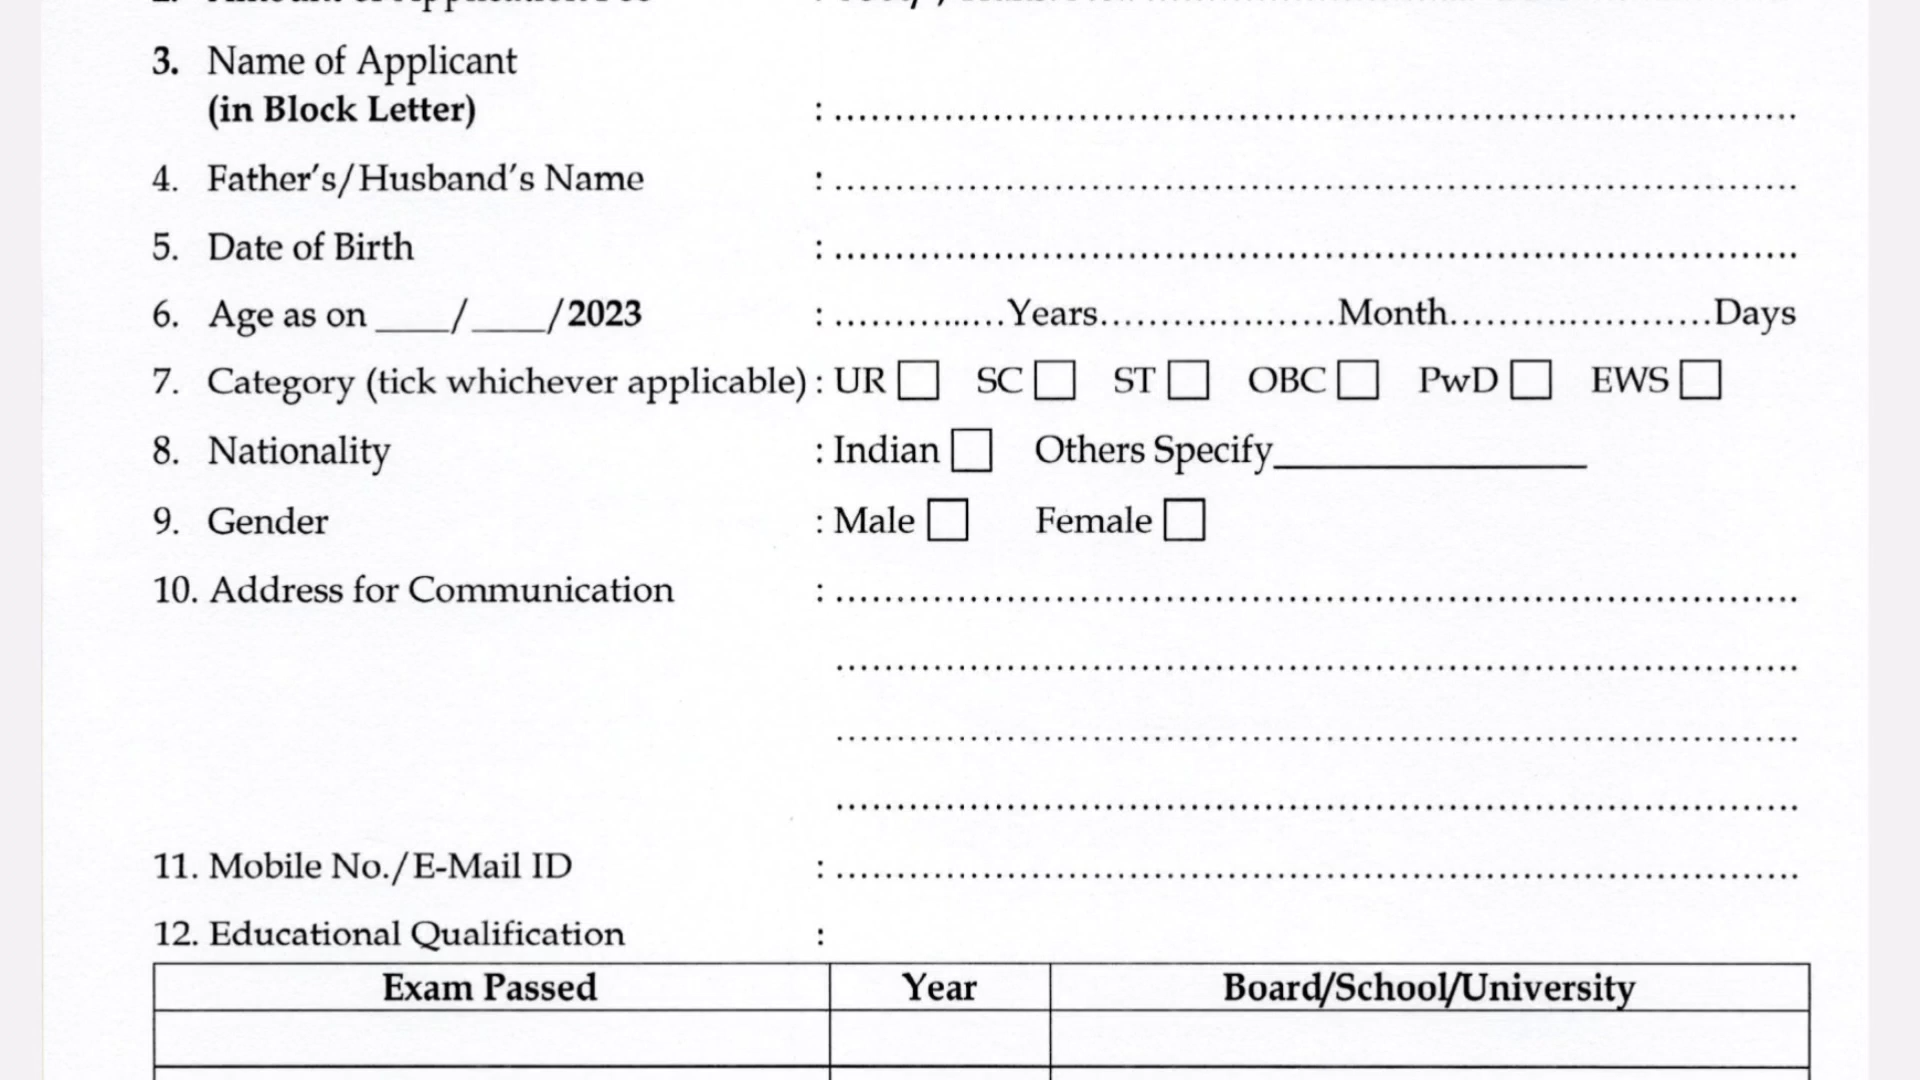 3. Name of Applicant
(in Block Letter) : ................................................................................
4. Father's/Husband's Name : ................................................................................
5. Date of Birth : ................................................................................
6. Age as on ____/____/2023 : ..............Years...................Month.....................Days
7. Category (tick whichever applicable) : UR SC ST OBC PwD EWS
8. Nationality : Indian Others Specify________________
9. Gender : Male Female
10. Address for Communication : ................................................................................
................................................................................
................................................................................
................................................................................
11. Mobile No./E-Mail ID : ................................................................................
12. Educational Qualification :
Exam Passed Year Board/School/University